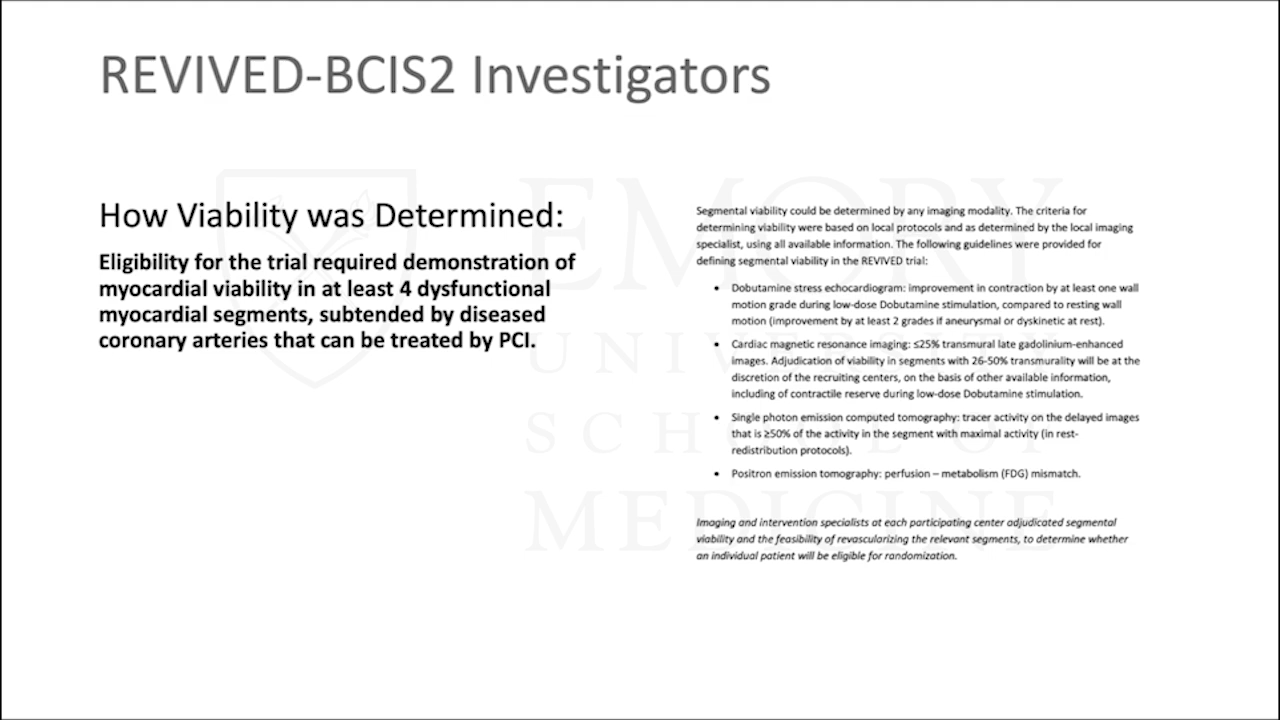 REVIVED-BCIS2 Investigators
How Viability was Determined:
Eligibility for the trial required demonstration of
myocardial viability in at least 4 dysfunctional
myocardial segments, subtended by diseased
coronary arteries that can be treated by PCI.
Segmental viability could be determined by any imaging modality. The criteria for
determining viability were based on local protocols and as determined by the local imaging
specialist, using all available information. The following guidelines were provided for
defining segmental viability in the REVIVED trial:
• Dobutamine stress echocardiogram: improvement in contraction by at least one wall
motion grade during low-dose Dobutamine stimulation, compared to resting wall
motion (improvement by at least 2 grades if aneurysmal or dyskinetic at rest).
• Cardiac magnetic resonance imaging: ≤25% transmural late gadolinium-enhanced
images. Adjudication of viability in segments with 26-50% transmurality will be at the
discretion of the recruiting centers, on the basis of other available information,
including of contractile reserve during low-dose Dobutamine stimulation.
• Single photon emission computed tomography: tracer activity on the delayed images
that is ≥50% of the activity in the segment with maximal activity (in rest-
redistribution protocols).
• Positron emission tomography: perfusion – metabolism (FDG) mismatch.
Imaging and intervention specialists at each participating center adjudicated segmental
viability and the feasibility of revascularizing the relevant segments, to determine whether
an individual patient will be eligible for randomization.
EMORY
UNIVERSITY
SCHOOL OF
MEDICINE